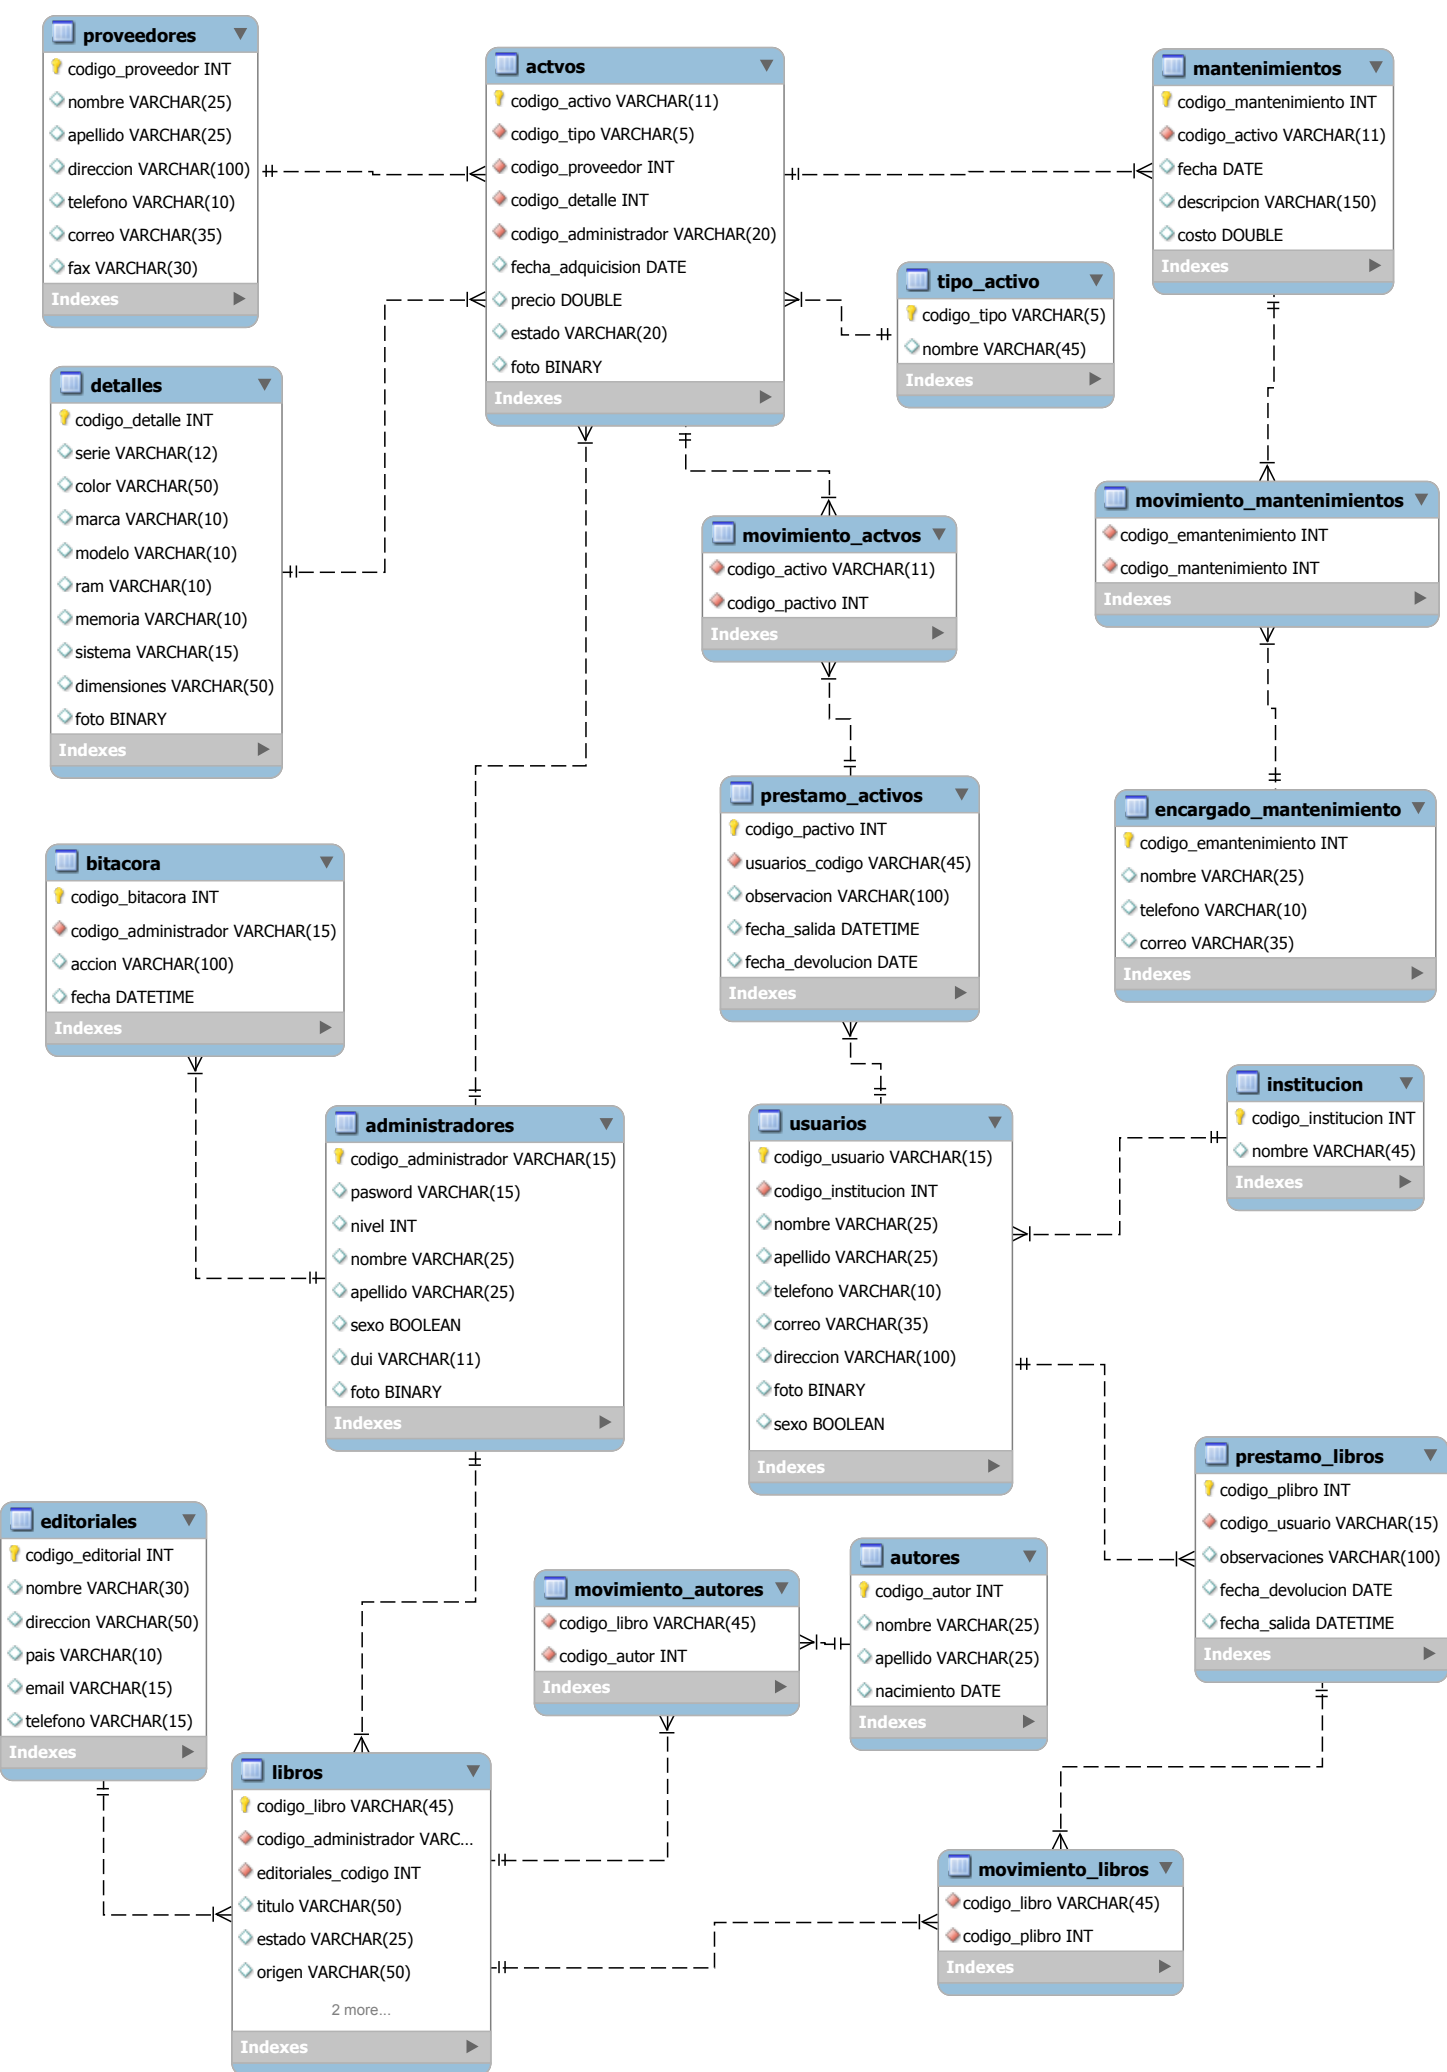 proveedores
codigo_proveedor INT
nombre VARCHAR(25)
apellido VARCHAR(25)
direccion VARCHAR(100)
telefono VARCHAR(10)
correo VARCHAR(35)
fax VARCHAR(30)
Indexes
actvos
codigo_activo VARCHAR(11)
codigo_tipo VARCHAR(5)
codigo_proveedor INT
codigo_detalle INT
codigo_administrador VARCHAR(20)
fecha_adquicision DATE
precio DOUBLE
estado VARCHAR(20)
foto BINARY
Indexes
mantenimientos
codigo_mantenimiento INT
codigo_activo VARCHAR(11)
fecha DATE
descripcion VARCHAR(150)
costo DOUBLE
Indexes
tipo_activo
codigo_tipo VARCHAR(5)
nombre VARCHAR(45)
Indexes
detalles
codigo_detalle INT
serie VARCHAR(12)
color VARCHAR(50)
marca VARCHAR(10)
modelo VARCHAR(10)
ram VARCHAR(10)
memoria VARCHAR(10)
sistema VARCHAR(15)
dimensiones VARCHAR(50)
foto BINARY
Indexes
movimiento_actvos
codigo_activo VARCHAR(11)
codigo_pactivo INT
Indexes
movimiento_mantenimientos
codigo_emantenimiento INT
codigo_mantenimiento INT
Indexes
prestamo_activos
codigo_pactivo INT
usuarios_codigo VARCHAR(45)
observacion VARCHAR(100)
fecha_salida DATETIME
fecha_devolucion DATE
Indexes
encargado_mantenimiento
codigo_emantenimiento INT
nombre VARCHAR(25)
telefono VARCHAR(10)
correo VARCHAR(35)
Indexes
bitacora
codigo_bitacora INT
codigo_administrador VARCHAR(15)
accion VARCHAR(100)
fecha DATETIME
Indexes
administradores
codigo_administrador VARCHAR(15)
pasword VARCHAR(15)
nivel INT
nombre VARCHAR(25)
apellido VARCHAR(25)
sexo BOOLEAN
dui VARCHAR(11)
foto BINARY
Indexes
usuarios
codigo_usuario VARCHAR(15)
codigo_institucion INT
nombre VARCHAR(25)
apellido VARCHAR(25)
telefono VARCHAR(10)
correo VARCHAR(35)
direccion VARCHAR(100)
foto BINARY
sexo BOOLEAN
Indexes
institucion
codigo_institucion INT
nombre VARCHAR(45)
Indexes
prestamo_libros
codigo_plibro INT
codigo_usuario VARCHAR(15)
observaciones VARCHAR(100)
fecha_devolucion DATE
fecha_salida DATETIME
Indexes
editoriales
codigo_editorial INT
nombre VARCHAR(30)
direccion VARCHAR(50)
pais VARCHAR(10)
email VARCHAR(15)
telefono VARCHAR(15)
Indexes
movimiento_autores
codigo_libro VARCHAR(45)
codigo_autor INT
Indexes
autores
codigo_autor INT
nombre VARCHAR(25)
apellido VARCHAR(25)
nacimiento DATE
Indexes
libros
codigo_libro VARCHAR(45)
codigo_administrador VARC...
editoriales_codigo INT
titulo VARCHAR(50)
estado VARCHAR(25)
origen VARCHAR(50)
2 more...
Indexes
movimiento_libros
codigo_libro VARCHAR(45)
codigo_plibro INT
Indexes